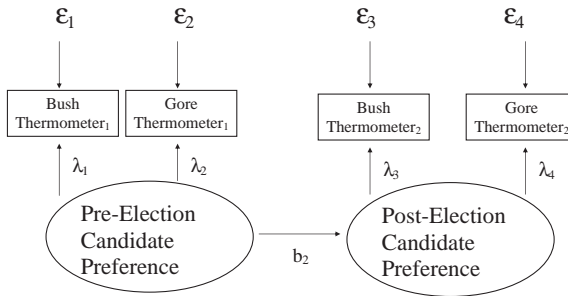 ε₁
ε₂
ε₃
ε₄
Bush
Thermometer₁
Gore
Thermometer₁
Bush
Thermometer₂
Gore
Thermometer₂
λ₁
λ₂
λ₃
λ₄
Pre-Election
Candidate
Preference
b₂
Post-Election
Candidate
Preference